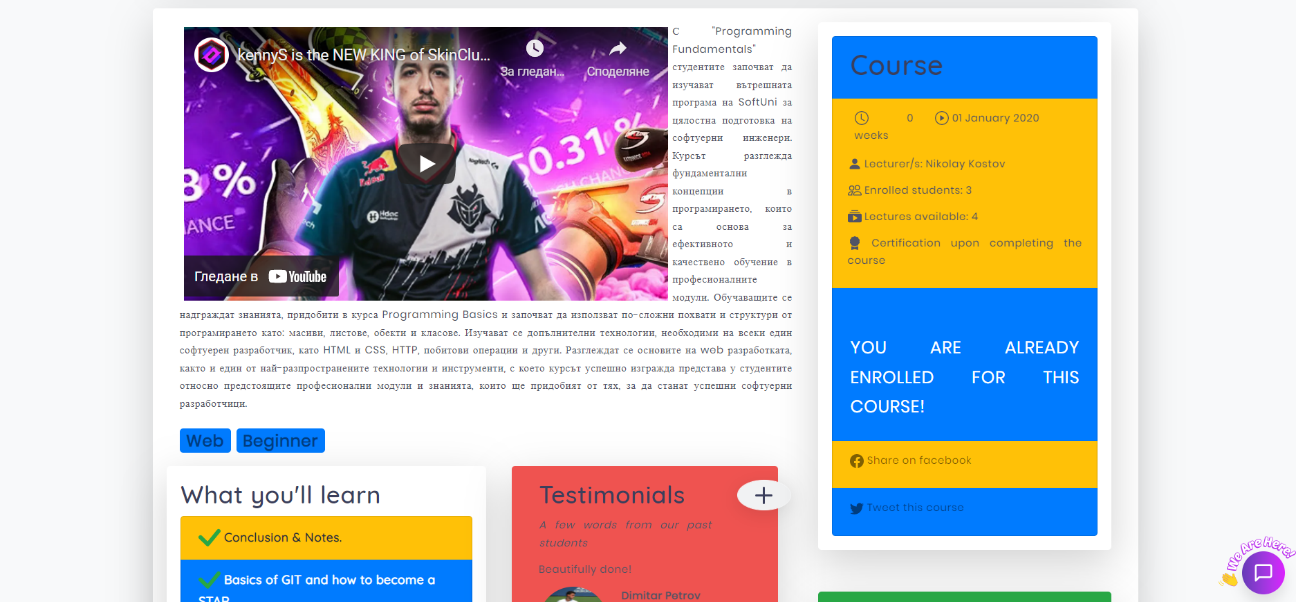 kennyS is the NEW KING of SkinClu...
За гледан...
Споделяне
8 %
CHANCE
50.31 %
CHANCE
Гледане в YouTube
С "Programming
Fundamentals"
студентите започват да
изучават вътрешната
програма на SoftUni за
цялостна подготовка на
софтуерни инженери.
Курсът разглежда
фундаментални
концепции в
програмирането, които
са основа за
ефективното и
качествено обучение в
професионалните
модули. Обучаващите се
надграждат знанията, придобити в курса Programming Basics и започват да използват по-сложни похвати и структури от
програмирането като: масиви, листове, обекти и класове. Изучават се допълнителни технологии, необходими на всеки един
софтуерен разработчик, като HTML и CSS, HTTP, побитови операции и други. Разглеждат се основите на web разработката,
както и един от най-разпространените технологии и инструменти, с което курсът успешно изгражда представа у студентите
относно предстоящите професионални модули и знанията, които ще придобият от тях, за да станат успешни софтуерни
разработчици.
Web Beginner
What you'll learn
Conclusion & Notes.
Basics of GIT and how to become a
STAR
Testimonials
A few words from our past
students
Beautifully done!
Dimitar Petrov
Course
0 weeks
01 January 2020
Lecturer/s: Nikolay Kostov
Enrolled students: 3
Lectures available: 4
Certification upon completing the
course
YOU ARE ALREADY
ENROLLED FOR THIS
COURSE!
Share on facebook
Tweet this course
We Are Here!